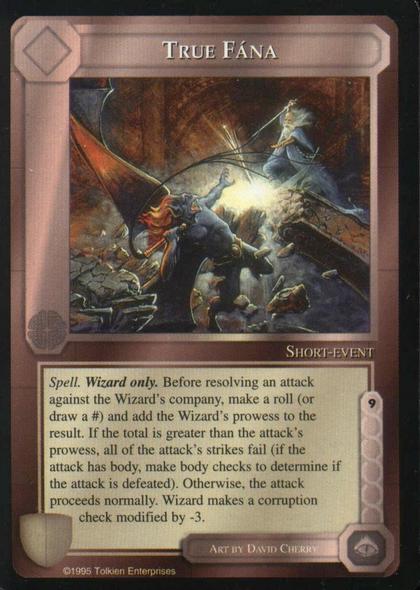 TRUE FÁNA
SHORT-EVENT
Spell. Wizard only. Before resolving an attack
against the Wizard's company, make a roll (or
draw a #) and add the Wizard's prowess to
the result. If the total is greater than the attack's
prowess, all of the attack's strikes fail (if the
attack has body, make body checks to determine if
the attack is defeated). Otherwise, the attack
proceeds normally. Wizard makes a corruption
check modified by -3.
9
ART BY DAVID CHERRY
©1995 Tolkien Enterprises